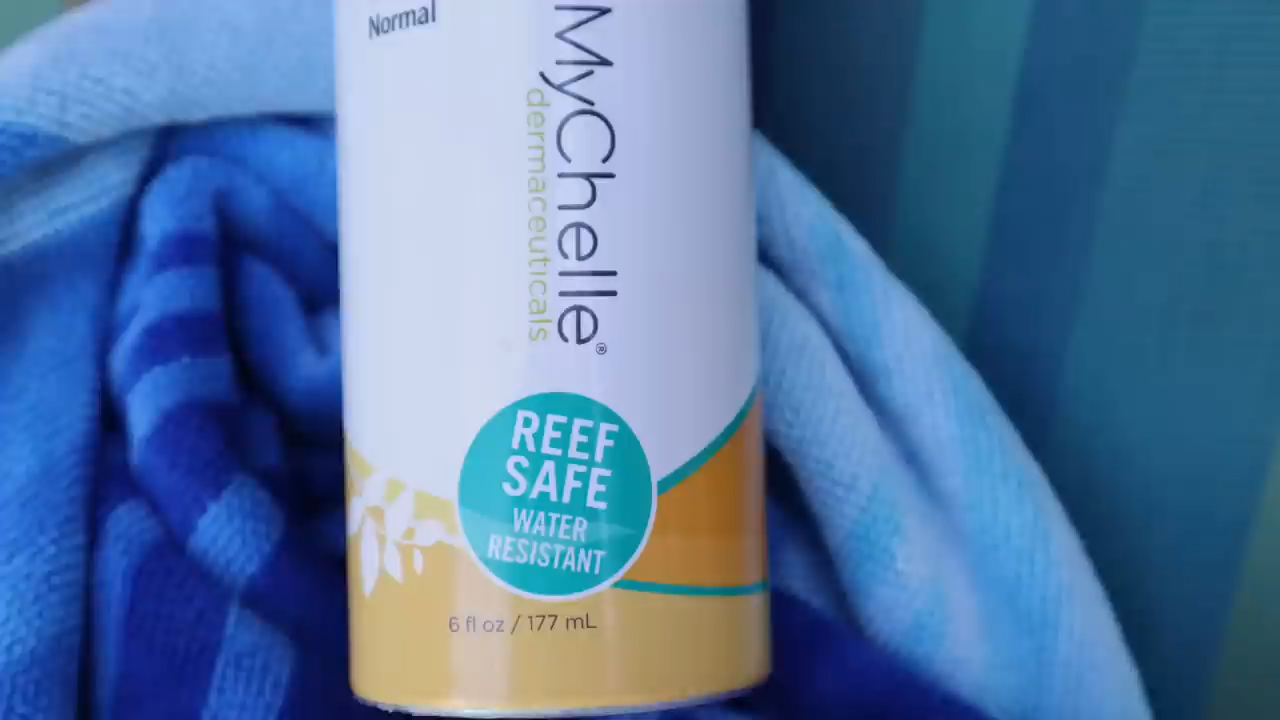 Normal
MyChelle®
dermaceuticals
REEF
SAFE
WATER
RESISTANT
6 fl oz / 177 mL